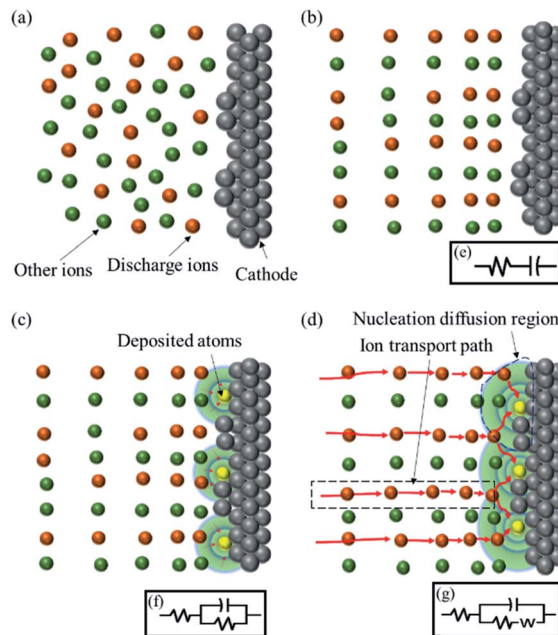 (a)
(b)
Other ions
Discharge ions
Cathode
(e)
(c)
Deposited atoms
(d)
Nucleation diffusion region
Ion transport path
(f)
(g)
W